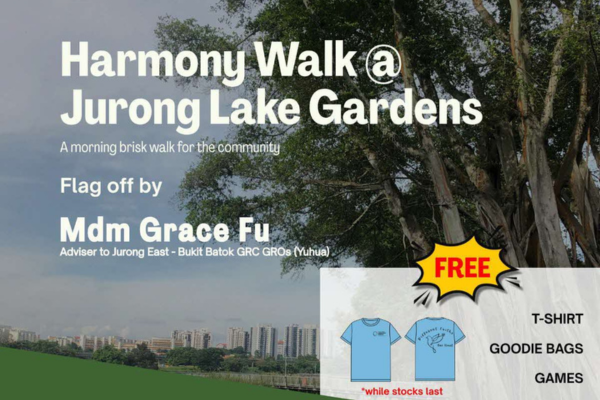 Harmony Walk @
Jurong Lake Gardens
A morning brisk walk for the community
Flag off by
Mdm Grace Fu
Adviser to Jurong East - Bukit Batok GRC GROs (Yuhua)
FREE
T-SHIRT
GOODIE BAGS
GAMES
*while stocks last